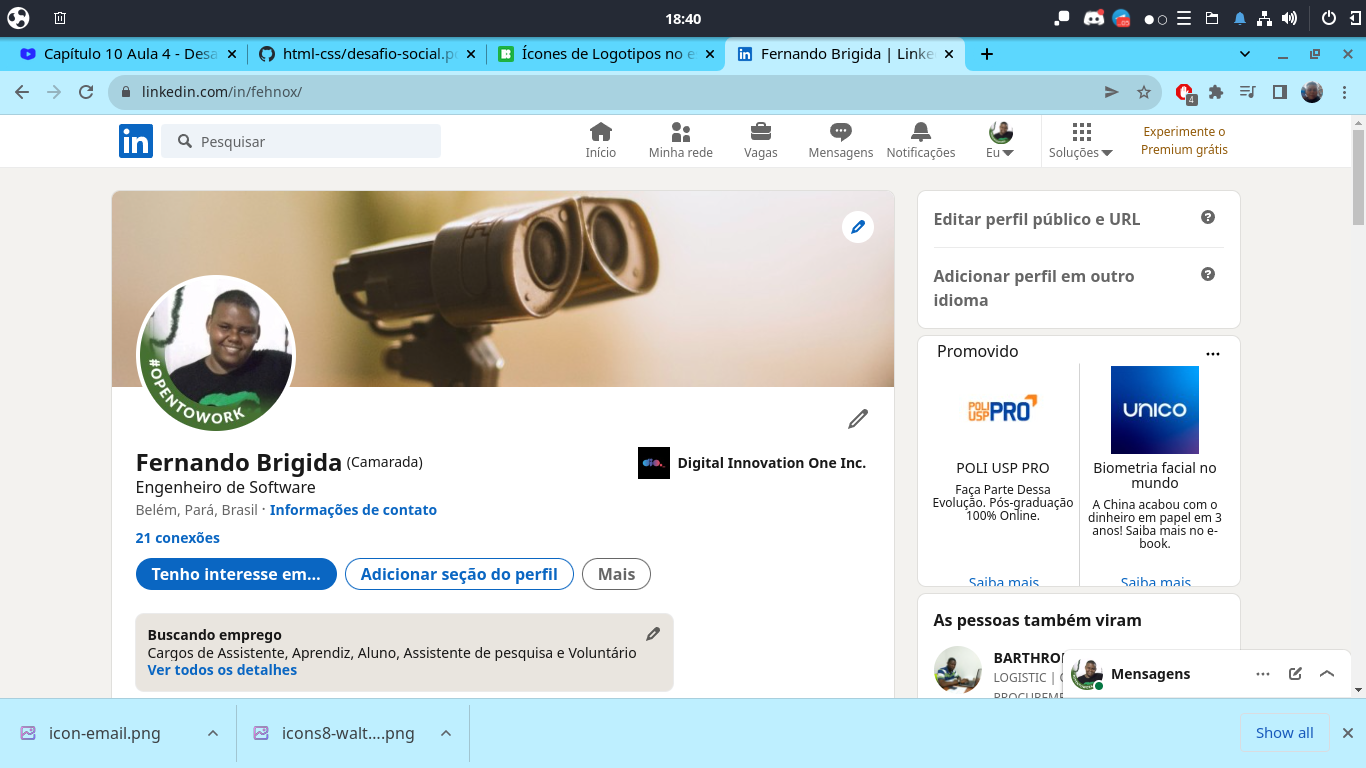 18:40
Capítulo 10 Aula 4 - Desa
html-css/desafio-social.p
Ícones de Logotipos no e
Fernando Brigida | Linke
linkedin.com/in/fehnox/
4
in
Pesquisar
Início
Minha rede
Vagas
Mensagens
Notificações
Eu
Soluções
Experimente o
Premium grátis
#OPENTOWORK
Fernando Brigida (Camarada)
Engenheiro de Software
Belém, Pará, Brasil · Informações de contato
21 conexões
Tenho interesse em...
Adicionar seção do perfil
Mais
Digital Innovation One Inc.
Buscando emprego
Cargos de Assistente, Aprendiz, Aluno, Assistente de pesquisa e Voluntário
Ver todos os detalhes
Editar perfil público e URL
Adicionar perfil em outro
idioma
Promovido
POLI USP PRO
POLI USP PRO
Faça Parte Dessa
Evolução. Pós-graduação
100% Online.
Saiba mais
unico
Biometria facial no
mundo
A China acabou com o
dinheiro em papel em 3
anos! Saiba mais no e-
book.
Saiba mais
As pessoas também viram
LOGISTIC |
Mensagens
icon-email.png
icons8-walt....png
Show all